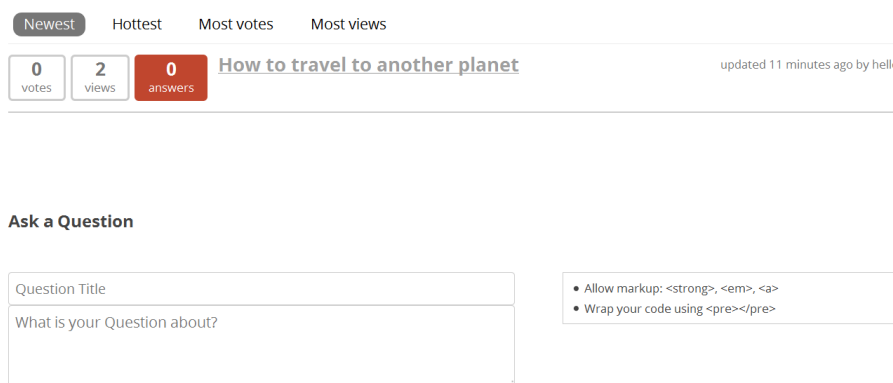 Newest Hottest Most votes Most views
0 2 0 How to travel to another planet updated 11 minutes ago by
votes views answers
Ask a Question
Question Title
What is your Question about?
• Allow markup: <strong>, <em>, <a>
• Wrap your code using <pre></pre>